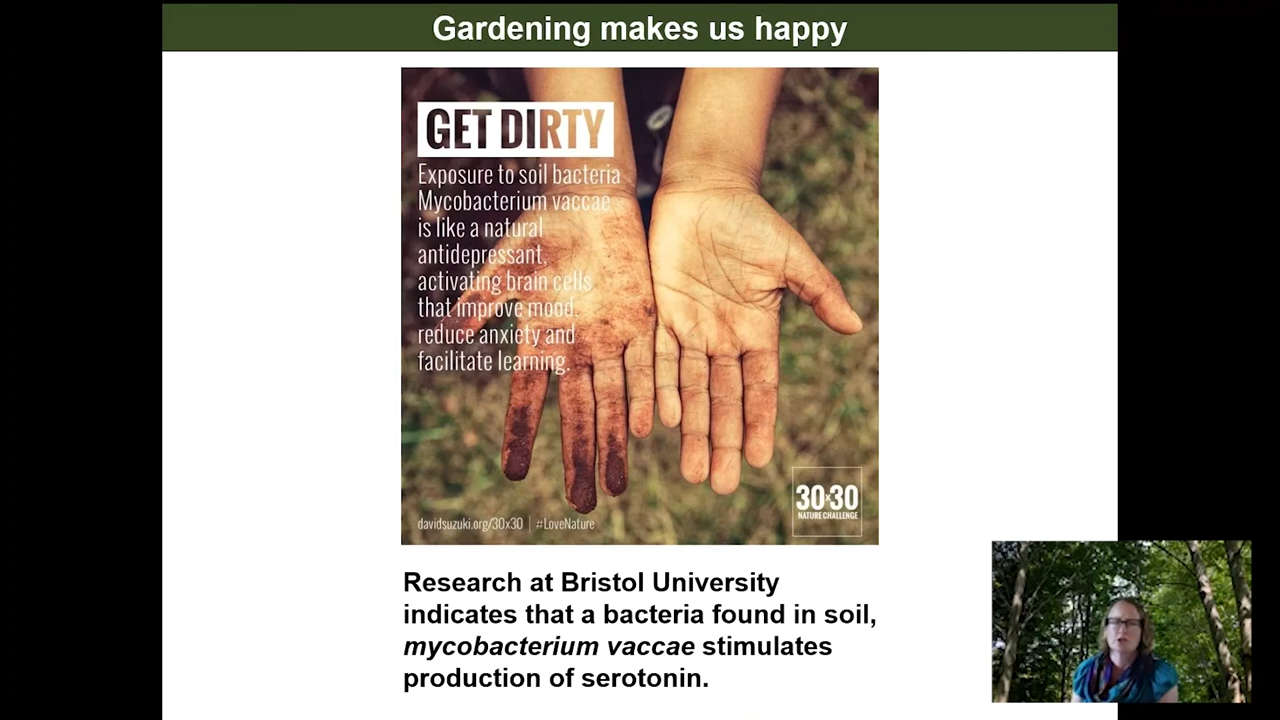 Gardening makes us happy
GET DIRTY
Exposure to soil bacteria
Mycobacterium vaccae
is like a natural
antidepressant,
activating brain cells
that improve mood,
reduce anxiety and
facilitate learning.
davidsuzuki.org/30x30 | #LoveNature
30x30
NATURE CHALLENGE
Research at Bristol University
indicates that a bacteria found in soil,
mycobacterium vaccae stimulates
production of serotonin.